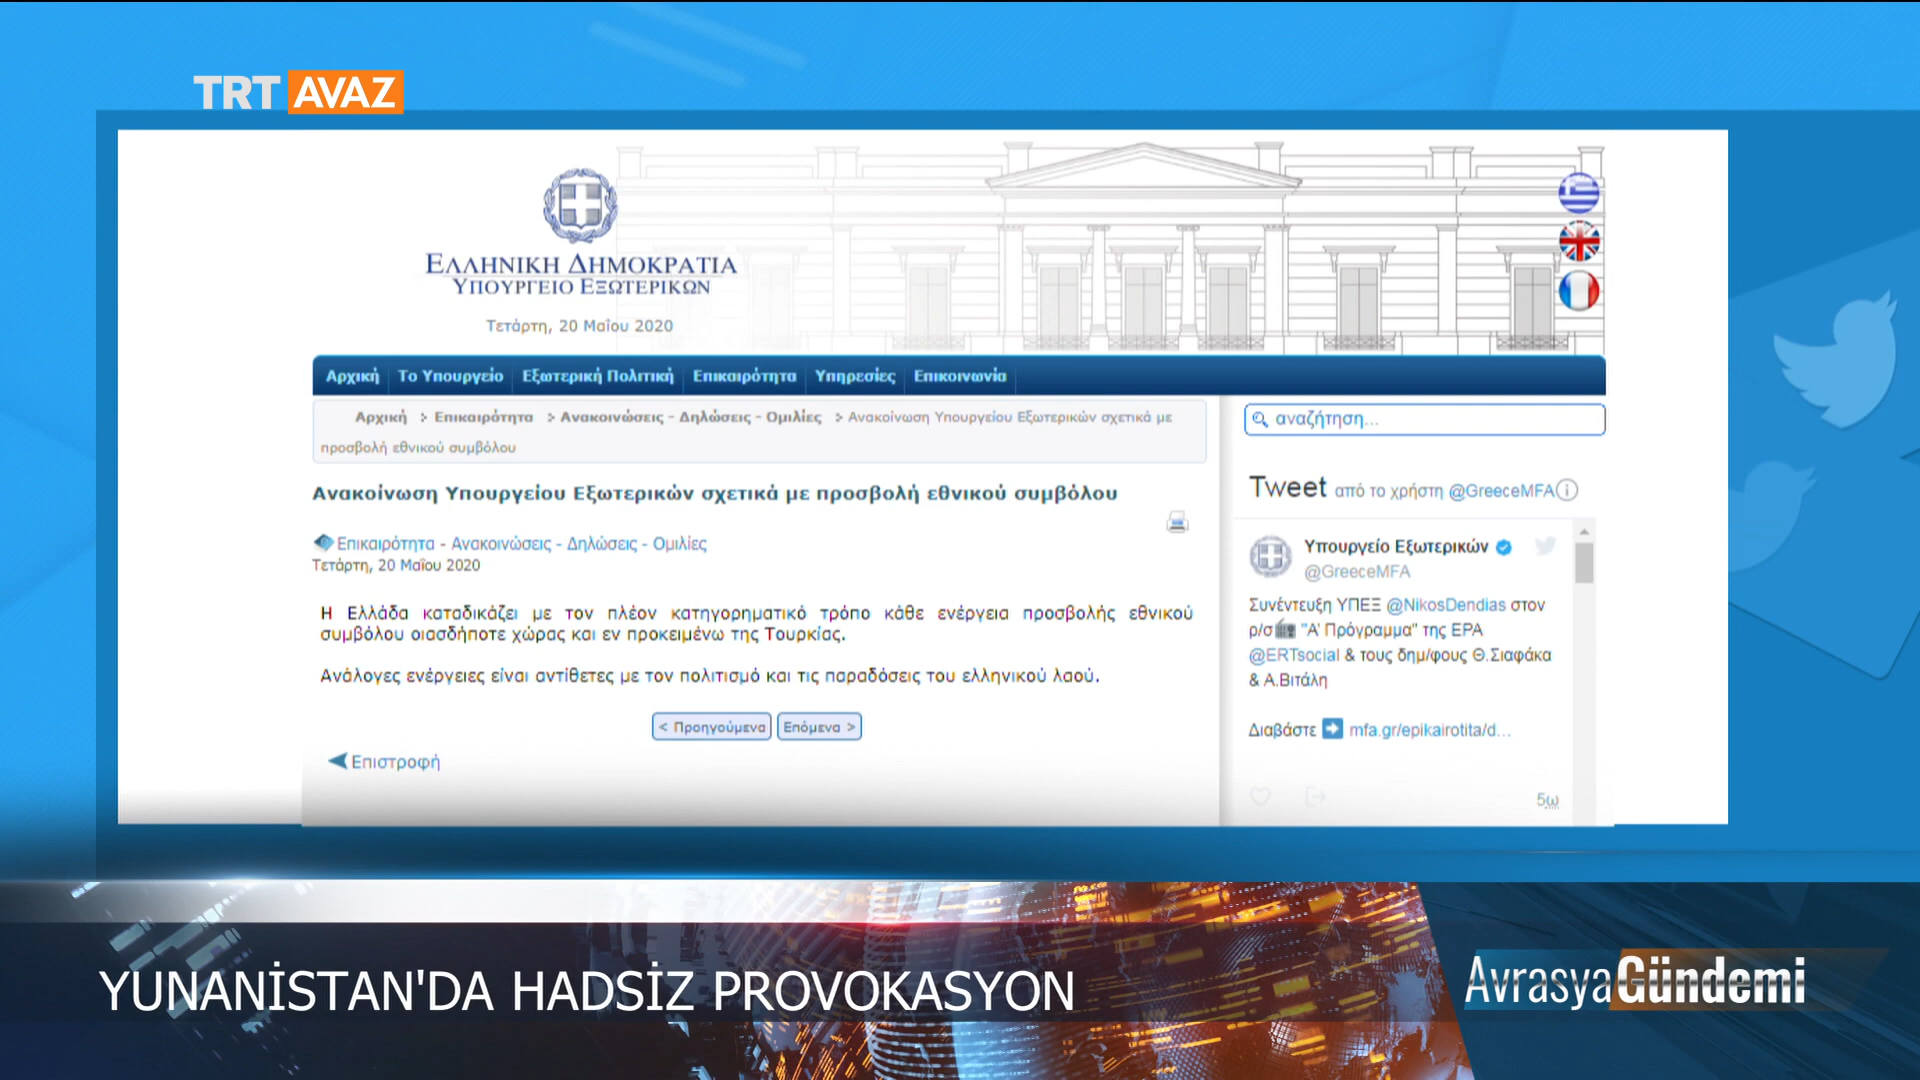 TRT AVAZ
ΕΛΛΗΝΙΚΗ ΔΗΜΟΚΡΑΤΙΑ
ΥΠΟΥΡΓΕΙΟ ΕΞΩΤΕΡΙΚΩΝ
Τετάρτη, 20 Μαΐου 2020
Αρχική Το Υπουργείο Εξωτερική Πολιτική Επικαιρότητα Υπηρεσίες Επικοινωνία
Αρχική > Επικαιρότητα > Ανακοινώσεις - Δηλώσεις - Ομιλίες > Ανακοίνωση Υπουργείου Εξωτερικών σχετικά με
προσβολή εθνικού συμβόλου
αναζήτηση...
Ανακοίνωση Υπουργείου Εξωτερικών σχετικά με προσβολή εθνικού συμβόλου
Επικαιρότητα - Ανακοινώσεις - Δηλώσεις - Ομιλίες
Τετάρτη, 20 Μαΐου 2020
Η Ελλάδα καταδικάζει με τον πλέον κατηγορηματικό τρόπο κάθε ενέργεια προσβολής εθνικού
συμβόλου οιασδήποτε χώρας και εν προκειμένω της Τουρκίας.
Ανάλογες ενέργειες είναι αντίθετες με τον πολιτισμό και τις παραδόσεις του ελληνικού λαού.
< Προηγούμενα Επόμενα >
Επιστροφή
Tweet από το χρήστη @GreeceMFA
Υπουργείο Εξωτερικών
@GreeceMFA
Συνέντευξη ΥΠΕΞ @NikosDendias στον
ρ/σ "Α' Πρόγραμμα" της ΕΡΑ
@ERTsocial & τους δημ/φους Θ.Σιαφάκα
& Α.Βιτάλη
Διαβάστε mfa.gr/epikairotita/d...
5ω
YUNANİSTAN'DA HADSİZ PROVOKASYON
Avrasya Gündemi